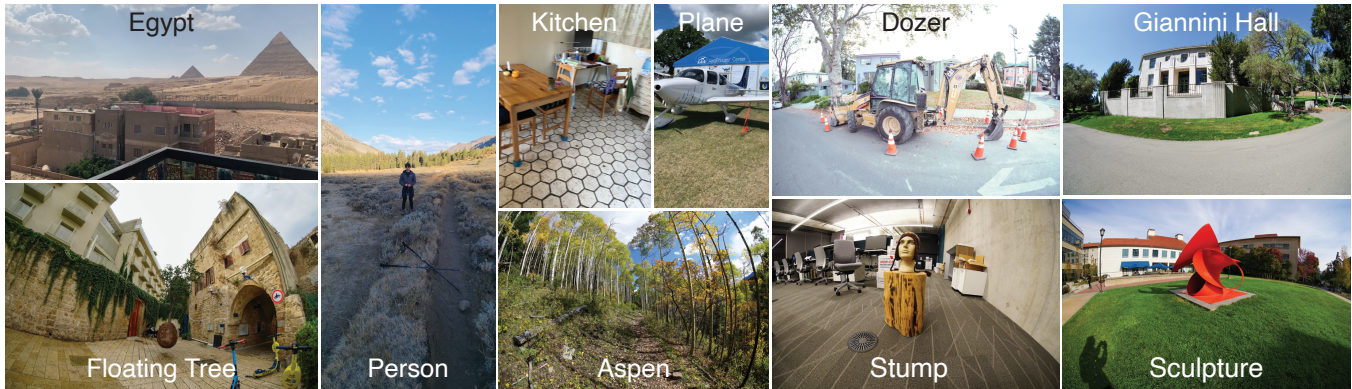 Egypt
Kitchen
Plane
Dozer
Giannini Hall
Floating Tree
Person
Aspen
Stump
Sculpture